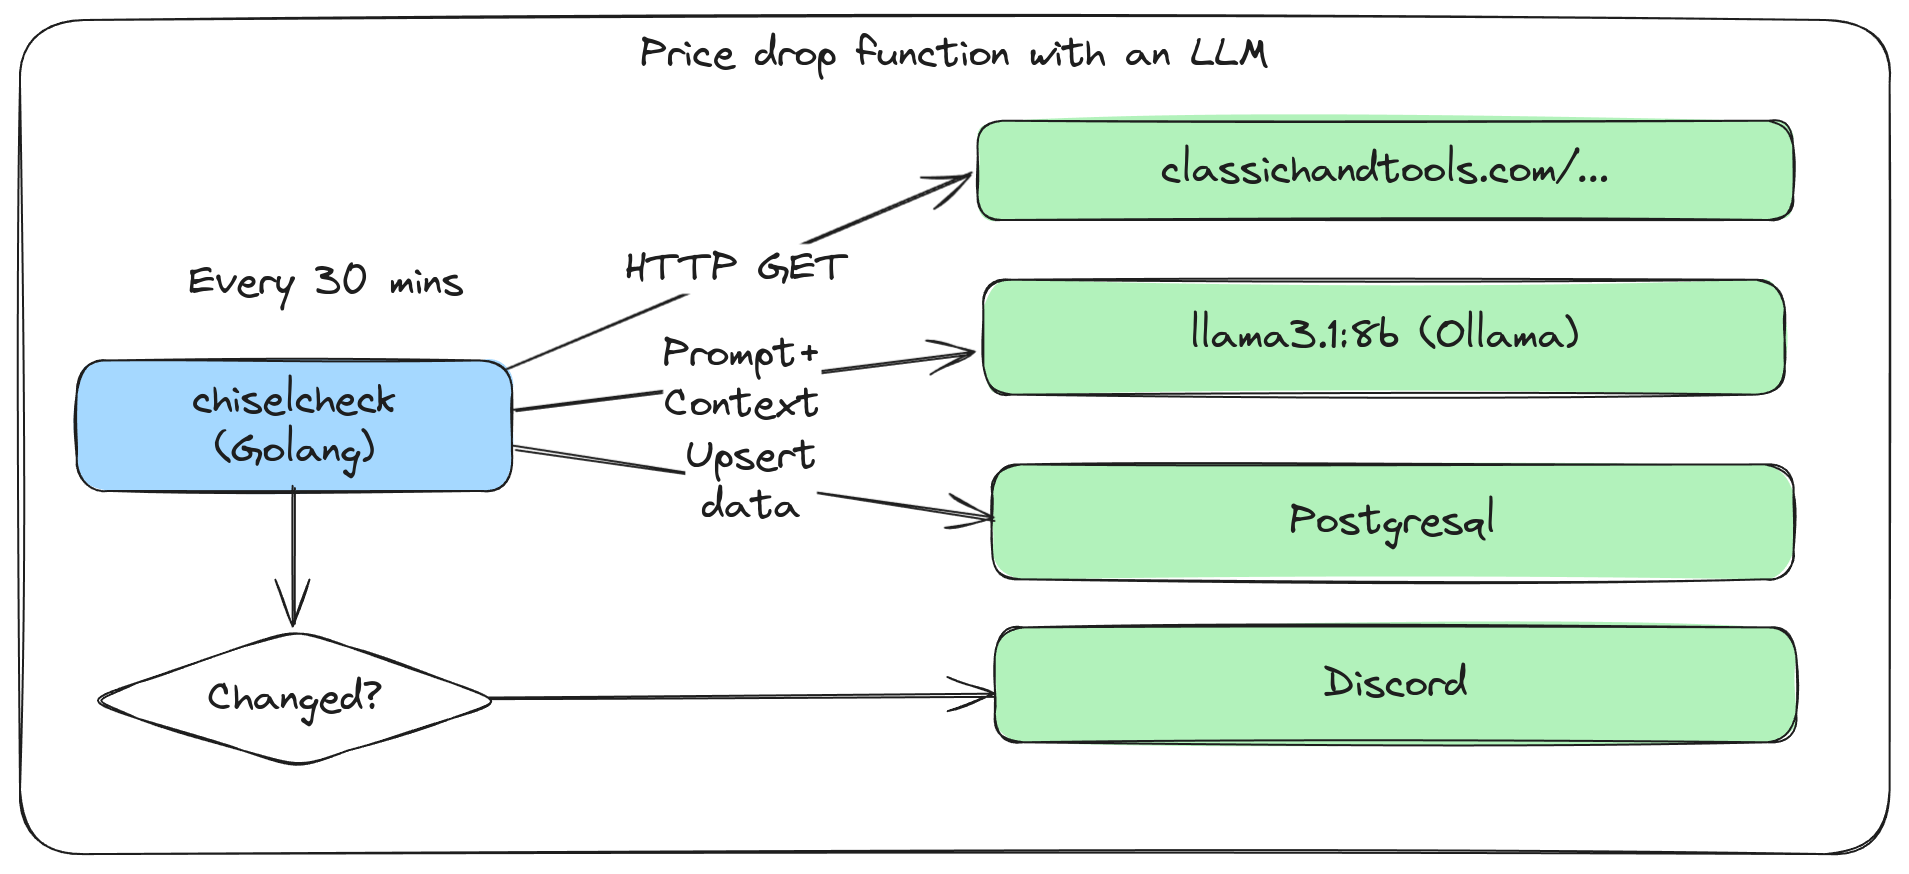 Price drop function with an LLM
classichandtools.com/...
Every 30 mins
HTTP GET
llama3.1:8b (Ollama)
Prompt+
Context
chiselcheck
(Golang)
Upsert
data
Postgresql
Changed?
Discord